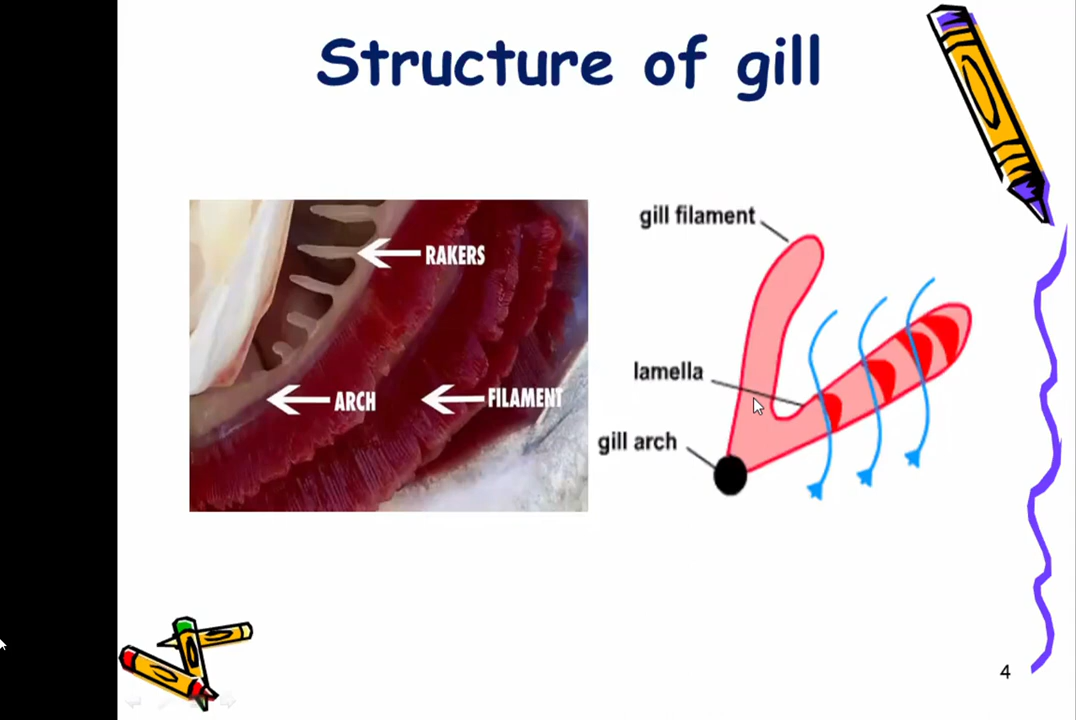 Structure of gill
RAKERS
ARCH
FILAMENT
gill filament
lamella
gill arch
4